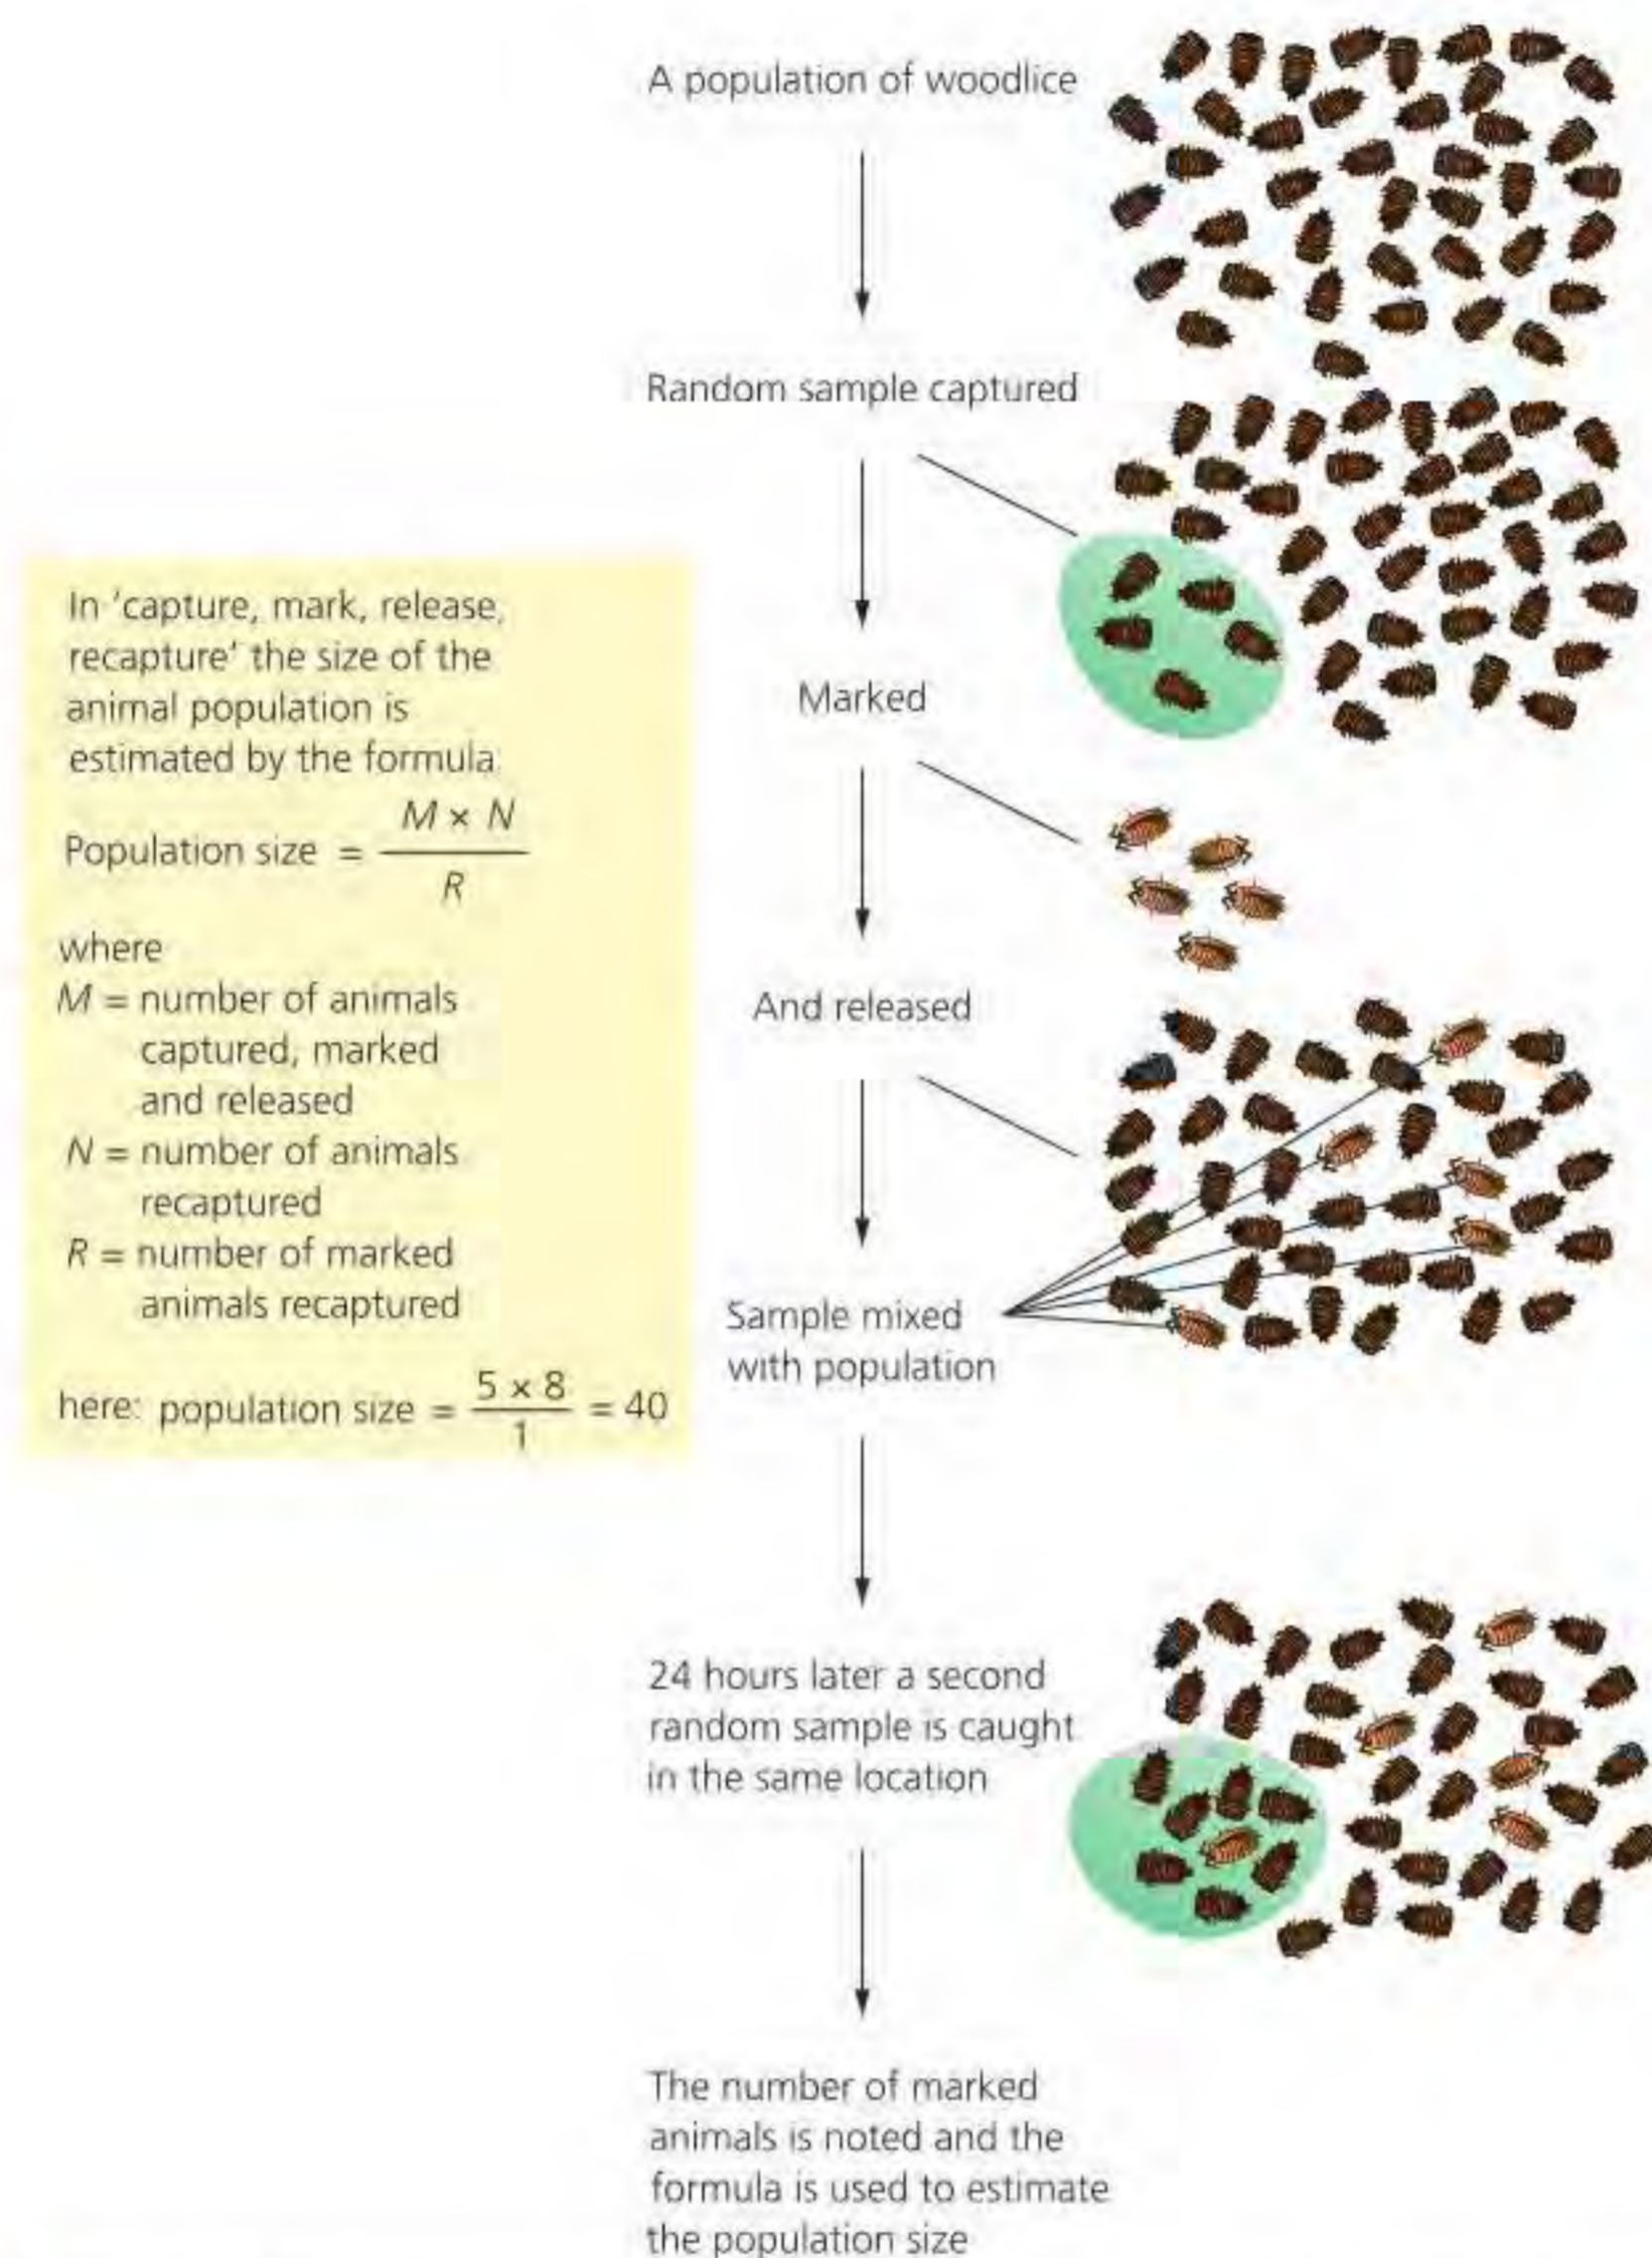 A population of woodlice
Random sample captured
Marked
And released
Sample mixed
with population
24 hours later a second
random sample is caught
in the same location
The number of marked
animals is noted and the
formula is used to estimate
the population size
In 'capture, mark, release,
recapture' the size of the
animal population is
estimated by the formula:
Population size = M × N / R
where
M = number of animals
captured, marked
and released
N = number of animals
recaptured
R = number of marked
animals recaptured
here: population size = 5 × 8 / 1 = 40